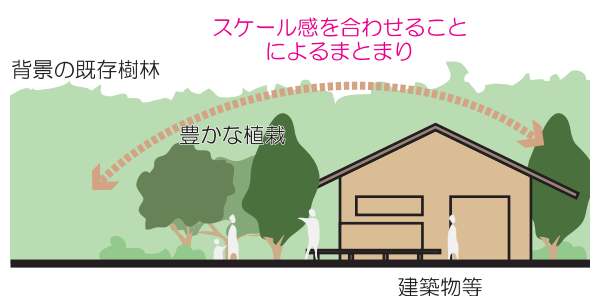 スケール感を合わせること
によるまとまり
背景の既存樹林
豊かな植栽
建築物等